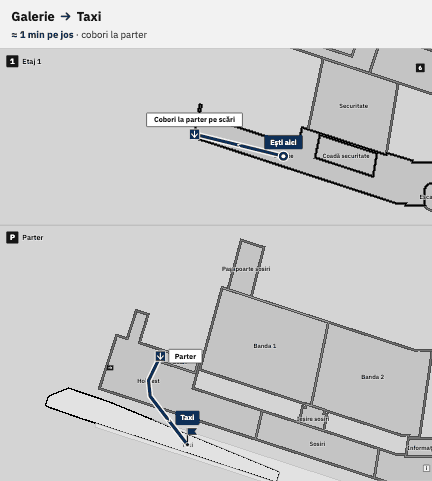 Galerie → Taxi
≈ 1 min pe jos · cobori la parter
1 Etaj 1
6
Securitate
Cobori la parter pe scări
Ești aici
Coadă securitate
P Parter
Pașapoarte sosiri
Banda 1
Parter
Banda 2
Taxi
Sosiri